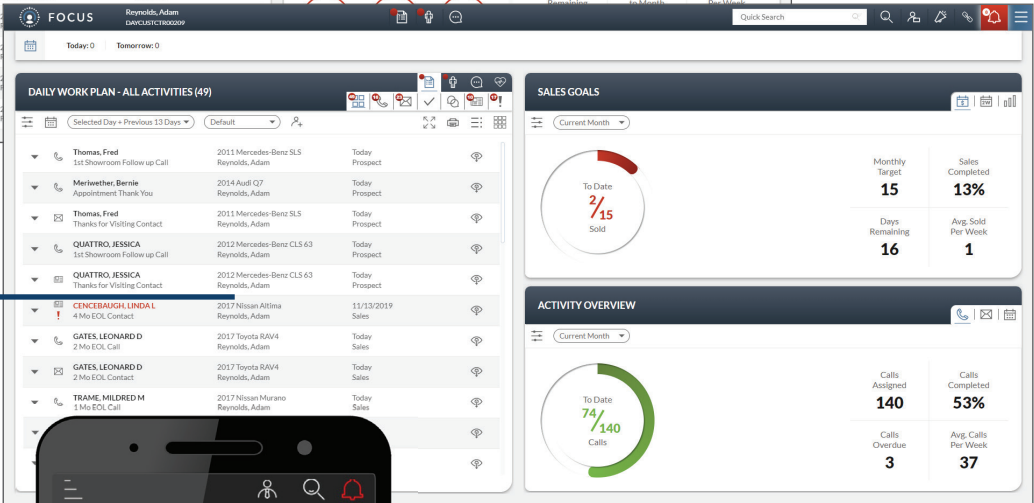 Remaining to Month Per Week
FOCUS
Reynolds, Adam
DAYCUSTCTR00209
Quick Search
Today: 0 Tomorrow: 0
DAILY WORK PLAN - ALL ACTIVITIES (49)
Selected Day + Previous 13 Days Default
Thomas, Fred 2011 Mercedes-Benz SLS Today
1st Showroom Follow up Call Reynolds, Adam Prospect
Meriwether, Bernie 2014 Audi Q7 Today
Appointment Thank You Reynolds, Adam Prospect
Thomas, Fred 2011 Mercedes-Benz SLS Today
Thanks for Visiting Contact Reynolds, Adam Prospect
QUATTRO, JESSICA 2012 Mercedes-Benz CLS 63 Today
1st Showroom Follow up Call Reynolds, Adam Prospect
QUATTRO, JESSICA 2012 Mercedes-Benz CLS 63 Today
Thanks for Visiting Contact Reynolds, Adam Prospect
CENCEBAUGH, LINDA L 2017 Nissan Altima 11/13/2019
4 Mo EOL Contact Reynolds, Adam Sales
GATES, LEONARD D 2017 Toyota RAV4 Today
2 Mo EOL Call Reynolds, Adam Sales
GATES, LEONARD D 2017 Toyota RAV4 Today
2 Mo EOL Contact Reynolds, Adam Sales
TRAME, MILDRED M 2017 Nissan Murano Today
1 Mo EOL Call Reynolds, Adam Sales
SALES GOALS
Current Month
To Date
2/15
Sold
Monthly Target
15
Sales Completed
13%
Days Remaining
16
Avg. Sold Per Week
1
ACTIVITY OVERVIEW
Current Month
To Date
74/140
Calls
Calls Assigned
140
Calls Completed
53%
Calls Overdue
3
Avg. Calls Per Week
37